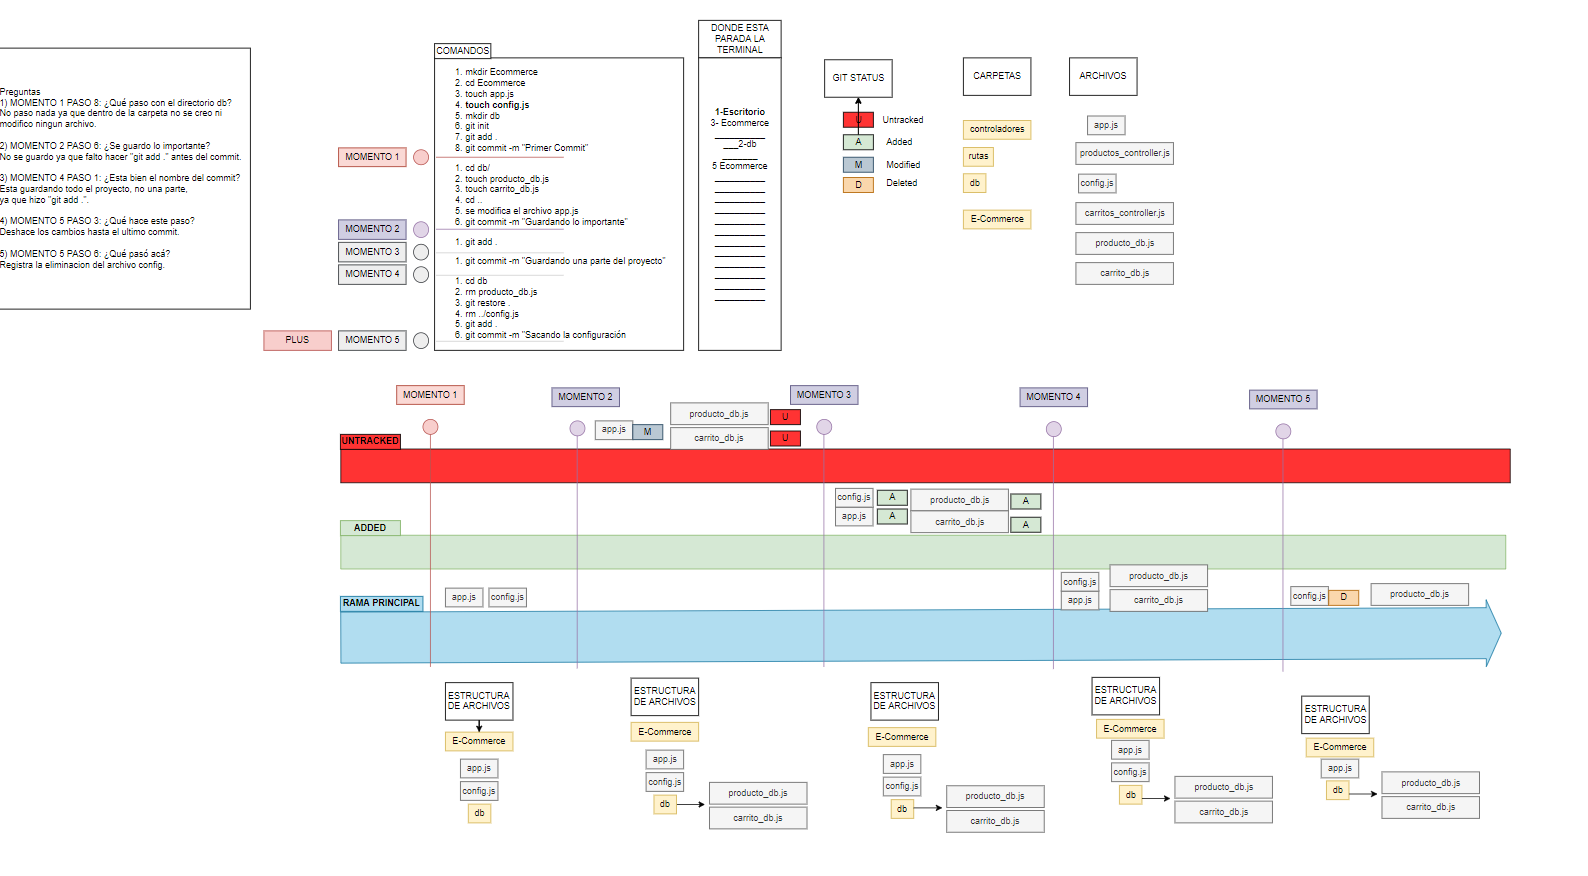 Preguntas
1) MOMENTO 1 PASO 8: ¿Qué paso con el directorio db?
No paso nada ya que dentro de la carpeta no se creo ni
modifico ningun archivo.
2) MOMENTO 2 PASO 6: ¿Se guardo lo importante?
No se guardo ya que falto hacer "git add ." antes del commit.
3) MOMENTO 4 PASO 1: ¿Esta bien el nombre del commit?
Esta guardando todo el proyecto, no una parte,
ya que hizo "git add .".
4) MOMENTO 5 PASO 3: ¿Qué hace este paso?
Deshace los cambios hasta el ultimo commit.
5) MOMENTO 5 PASO 6: ¿Qué pasó acá?
Registra la eliminacion del archivo config.
PLUS
MOMENTO 1
MOMENTO 2
MOMENTO 3
MOMENTO 4
MOMENTO 5
COMANDOS
1. mkdir Ecommerce
2. cd Ecommerce
3. touch app.js
4. touch config.js
5. mkdir db
6. git init
7. git add .
8. git commit -m "Primer Commit"
1. cd db/
2. touch producto_db.js
3. touch carrito_db.js
4. cd ..
5. se modifica el archivo app.js
6. git commit -m "Guardando lo importante"
1. git add .
1. git commit -m "Guardando una parte del proyecto"
1. cd db
2. rm producto_db.js
3. git restore .
4. rm ../config.js
5. git add .
6. git commit -m "Sacando la configuración
DONDE ESTA
PARADA LA
TERMINAL
1-Escritorio
3- Ecommerce
___2-db
5 Ecommerce
GIT STATUS
U Untracked
A Added
M Modified
D Deleted
CARPETAS
controladores
rutas
db
E-Commerce
ARCHIVOS
app.js
productos_controller.js
config.js
carritos_controller.js
producto_db.js
carrito_db.js
MOMENTO 1
MOMENTO 2
MOMENTO 3
MOMENTO 4
MOMENTO 5
UNTRACKED
app.js M
producto_db.js U
carrito_db.js U
ADDED
config.js A producto_db.js A
app.js A carrito_db.js A
RAMA PRINCIPAL
app.js config.js
config.js producto_db.js
app.js carrito_db.js
config.js D producto_db.js
ESTRUCTURA
DE ARCHIVOS
E-Commerce
app.js
config.js
db
ESTRUCTURA
DE ARCHIVOS
E-Commerce
app.js
config.js
db
producto_db.js
carrito_db.js
ESTRUCTURA
DE ARCHIVOS
E-Commerce
app.js
config.js
db
producto_db.js
carrito_db.js
ESTRUCTURA
DE ARCHIVOS
E-Commerce
app.js
config.js
db
producto_db.js
carrito_db.js
ESTRUCTURA
DE ARCHIVOS
E-Commerce
app.js
db
producto_db.js
carrito_db.js